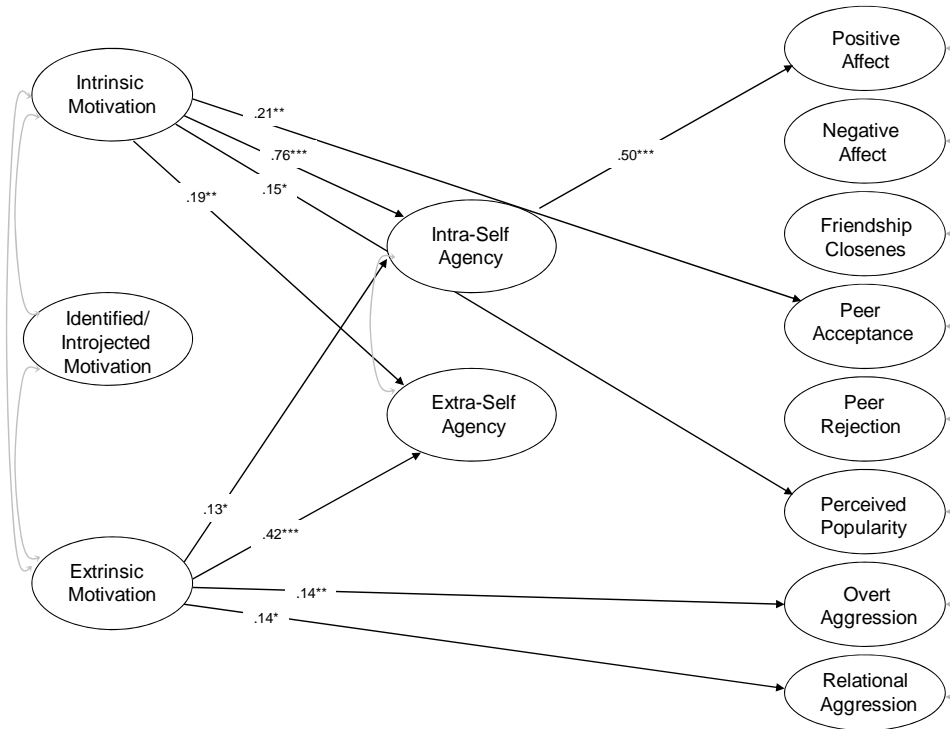 Positive
Affect
Intrinsic
Motivation
.21**
Negative
Affect
.76***
.50***
.15*
.19**
Intra-Self
Agency
Friendship
Closenes
Identified/
Introjected
Motivation
Peer
Acceptance
Extra-Self
Agency
Peer
Rejection
.13*
.42***
Perceived
Popularity
Extrinsic
Motivation
.14**
Overt
Aggression
.14*
Relational
Aggression